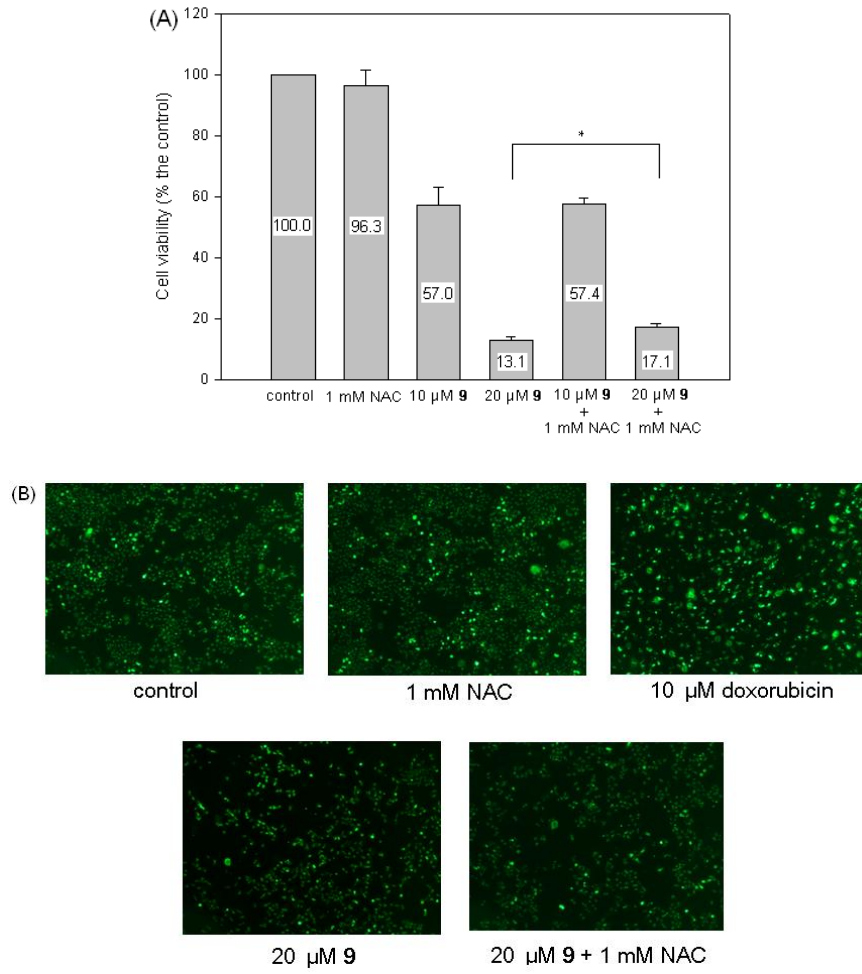 (A)
Cell viability (% the control)
120
100
80
60
40
20
0
*
100.0
96.3
57.0
13.1
57.4
17.1
control
1 mM NAC
10 μM 9
20 μM 9
10 μM 9
+
1 mM NAC
20 μM 9
+
1 mM NAC
(B)
control
1 mM NAC
10 μM doxorubicin
20 μM 9
20 μM 9 + 1 mM NAC